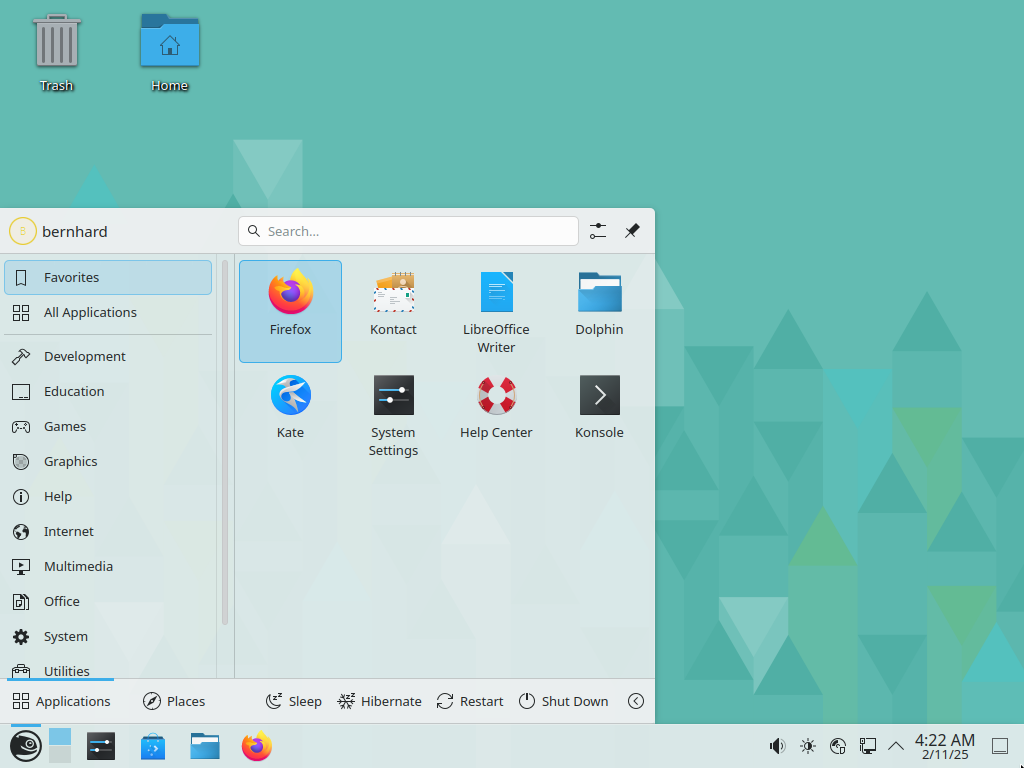 Trash
Home
bernhard
Search...
Favorites
All Applications
Development
Education
Games
Graphics
Help
Internet
Multimedia
Office
System
Utilities
Firefox
Kontact
LibreOffice
Writer
Dolphin
Kate
System
Settings
Help Center
Konsole
Applications
Places
Sleep
Hibernate
Restart
Shut Down
4:22 AM
2/11/25